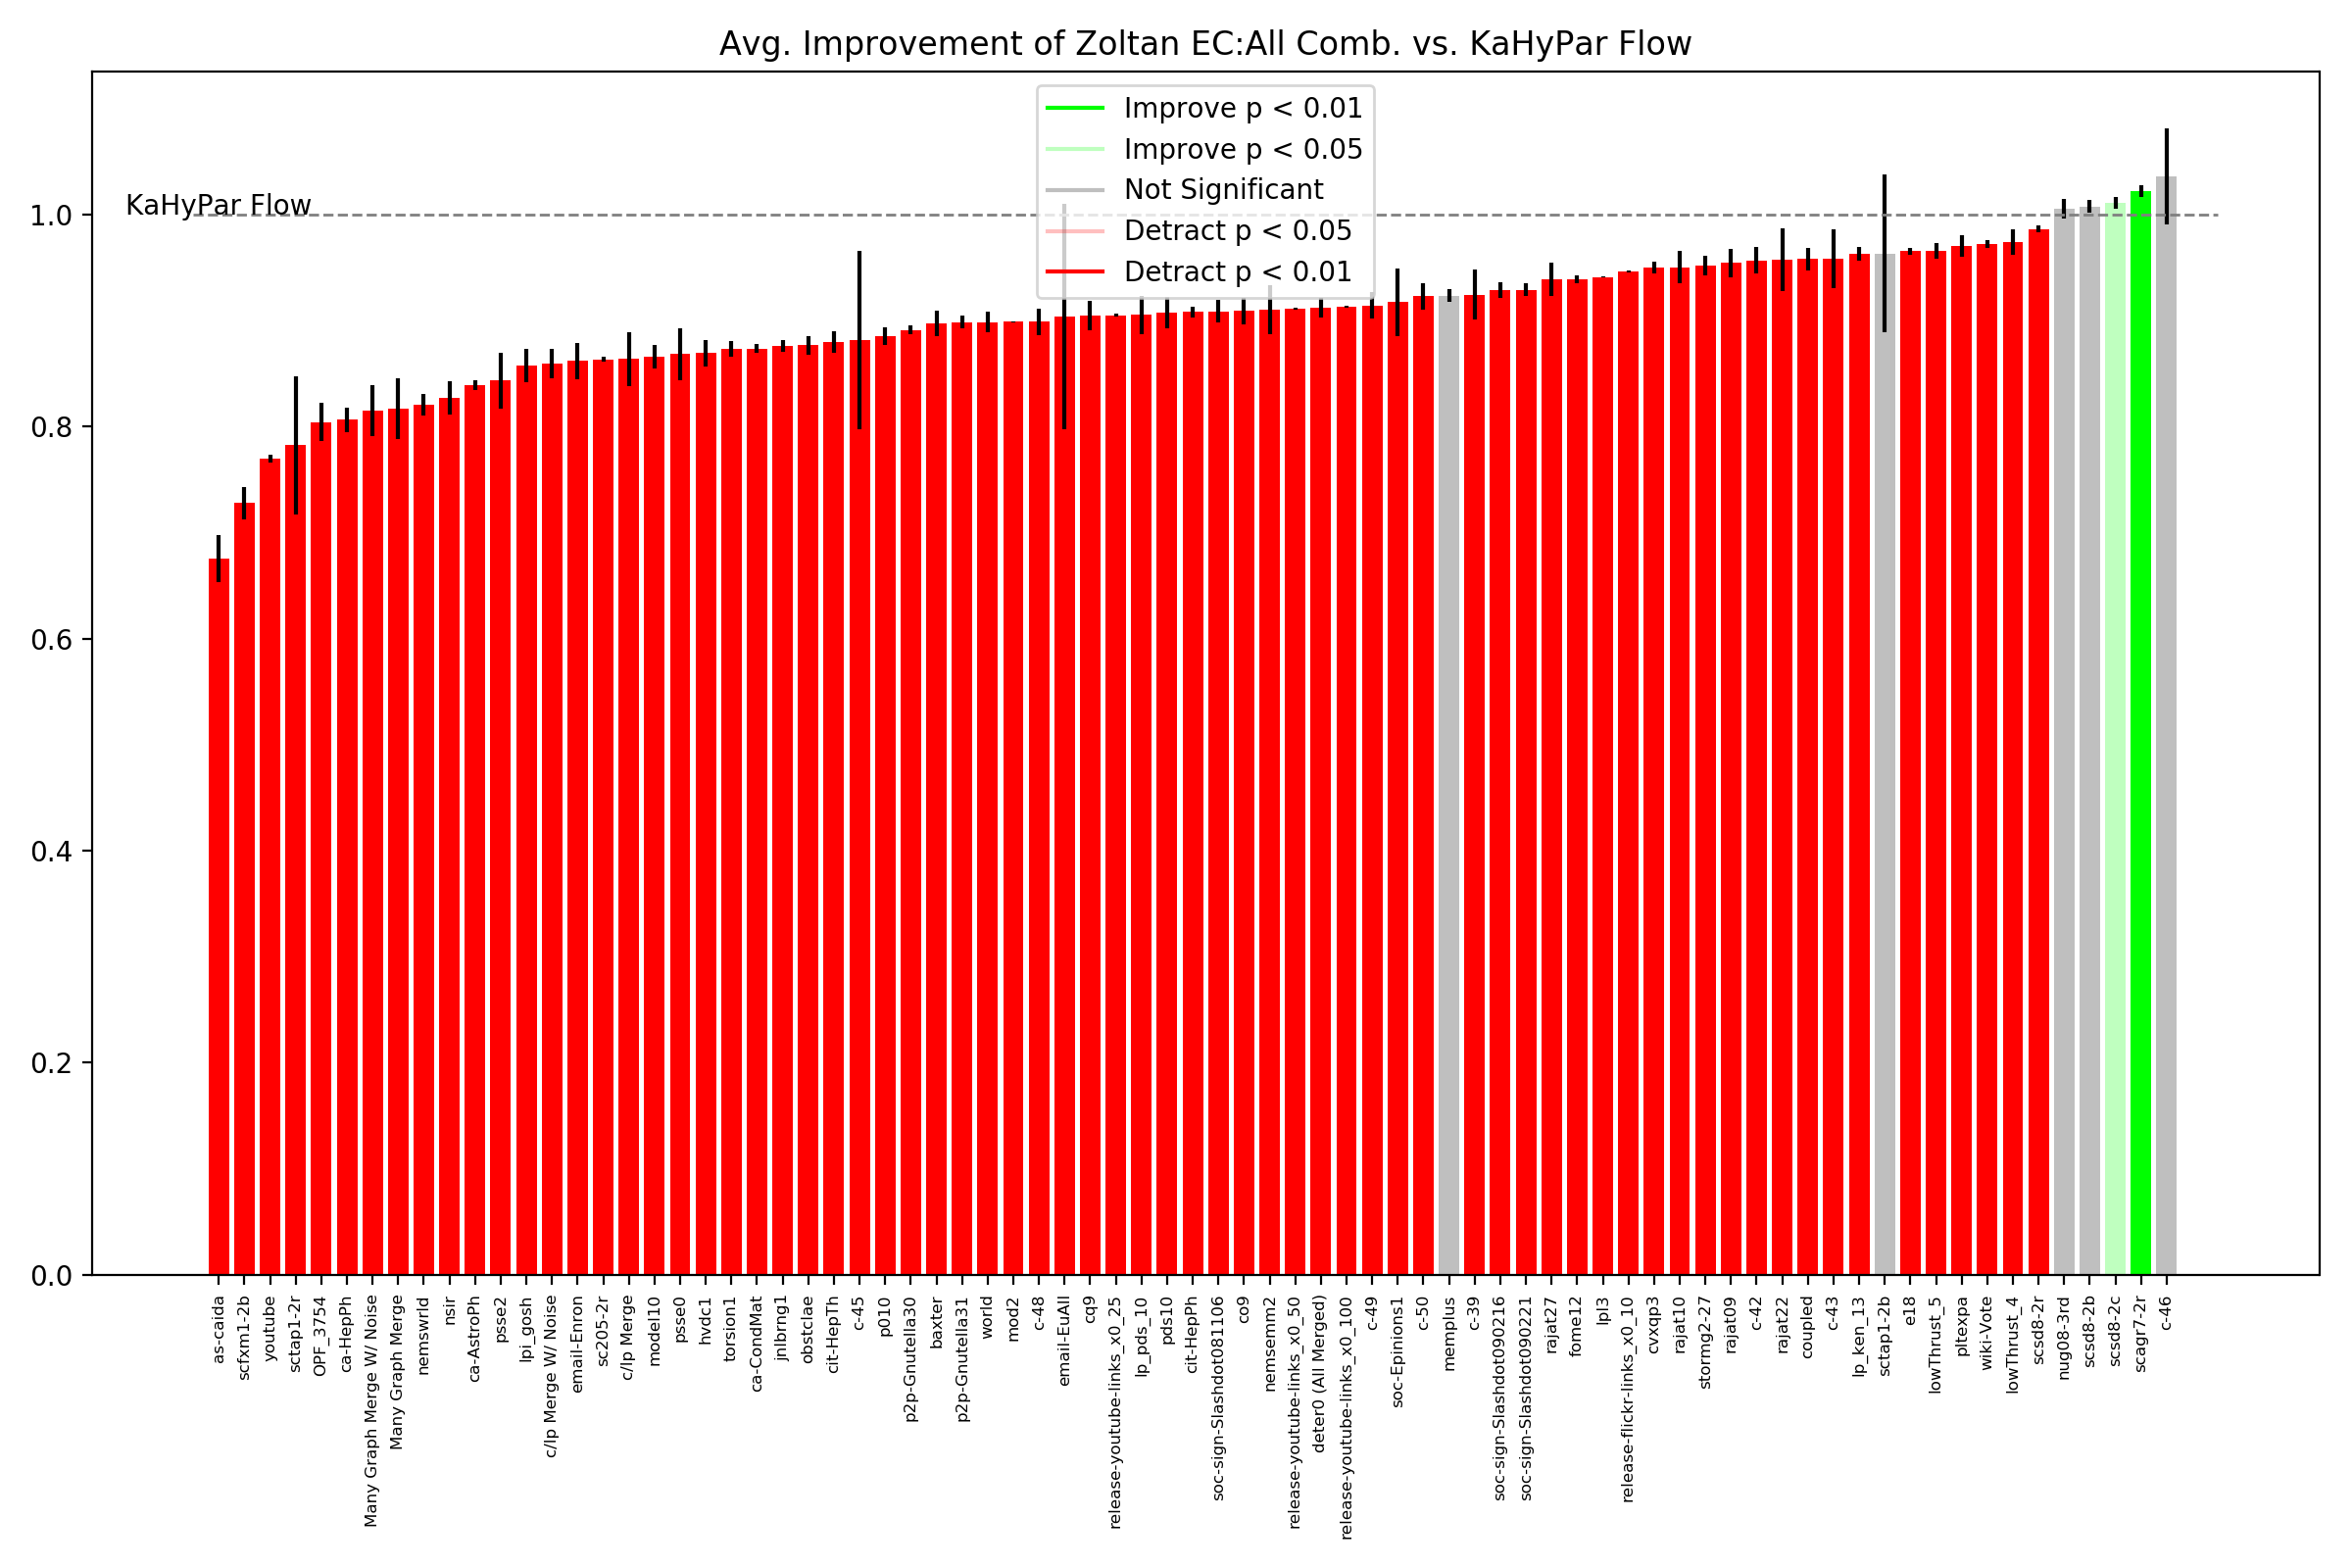 Avg. Improvement of Zoltan EC:All Comb. vs. KaHyPar Flow
Improve p < 0.01
Improve p < 0.05
Not Significant
Detract p < 0.05
Detract p < 0.01
KaHyPar Flow
1.0
0.8
0.6
0.4
0.2
0.0
as-caida
scfxm1-2b
youtube
sctap1-2r
OPF_3754
ca-HepPh
Many Graph Merge W/ Noise
Many Graph Merge
nemswrld
nsir
ca-AstroPh
psse2
lpi_gosh
c/lp Merge W/ Noise
email-Enron
sc205-2r
c/lp Merge
model10
psse0
hvdc1
torsion1
ca-CondMat
jnlbrng1
obstclae
cit-HepTh
c-45
p010
p2p-Gnutella30
baxter
p2p-Gnutella31
world
mod2
c-48
email-EuAll
cq9
release-youtube-links_x0_25
lp_pds_10
pds10
cit-HepPh
soc-sign-Slashdot081106
co9
nemsemm2
release-youtube-links_x0_50
deter0 (All Merged)
release-youtube-links_x0_100
c-49
soc-Epinions1
c-50
memplus
c-39
soc-sign-Slashdot090216
soc-sign-Slashdot090221
rajat27
fome12
lpl3
release-flickr-links_x0_10
cvxqp3
rajat10
stormg2-27
rajat09
c-42
rajat22
coupled
c-43
lp_ken_13
sctap1-2b
e18
lowThrust_5
pltexpa
wiki-Vote
lowThrust_4
scsd8-2r
nug08-3rd
scsd8-2b
scsd8-2c
scagr7-2r
c-46